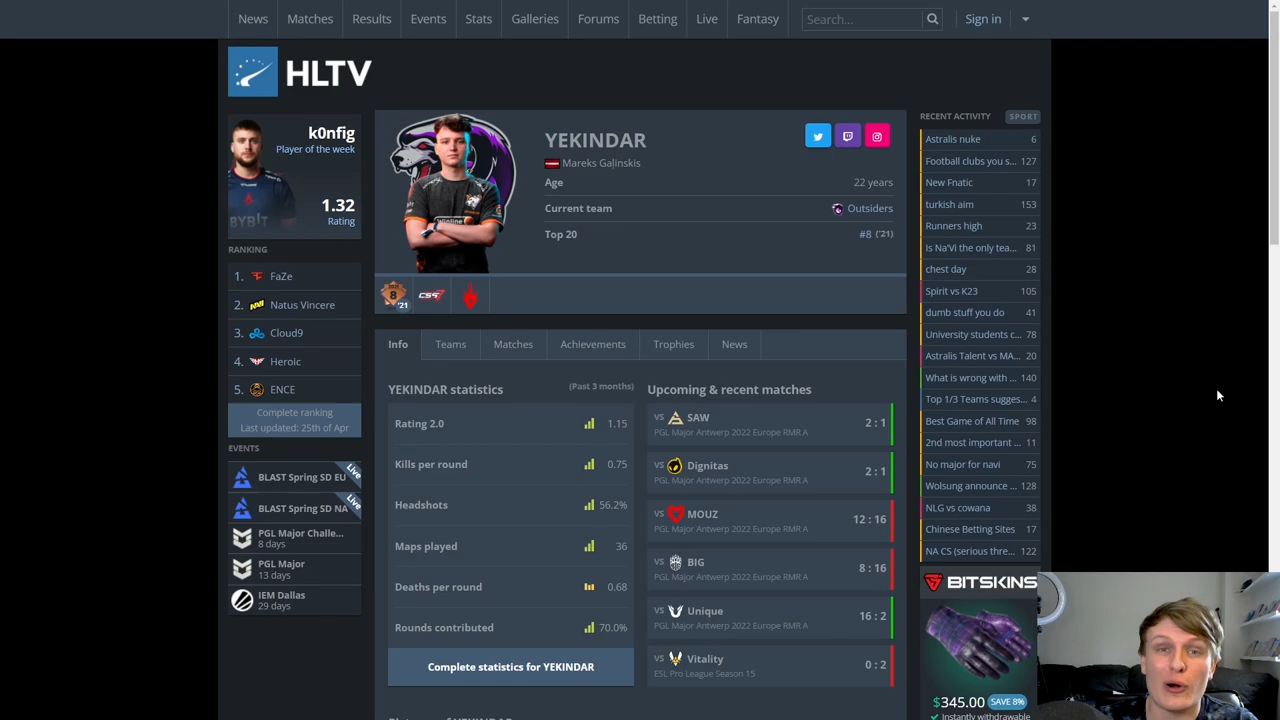 News
Matches
Results
Events
Stats
Galleries
Forums
Betting
Live
Fantasy
Search...
Sign in
HLTV
k0nfig
Player of the week
1.32
Rating
BYBIT
RANKING
1. FaZe
2. Natus Vincere
3. Cloud9
4. Heroic
5. ENCE
Complete ranking
Last updated: 25th of Apr
EVENTS
BLAST Spring SD EU
Live
BLAST Spring SD NA
Live
PGL Major Challe...
8 days
PGL Major
13 days
IEM Dallas
29 days
YEKINDAR
Mareks Gaļinskis
Age
22 years
Current team
Outsiders
Top 20
#8 ('21)
winline
8
'21
Info
Teams
Matches
Achievements
Trophies
News
YEKINDAR statistics
(Past 3 months)
Rating 2.0
1.15
Kills per round
0.75
Headshots
56.2%
Maps played
36
Deaths per round
0.68
Rounds contributed
70.0%
Complete statistics for YEKINDAR
Upcoming & recent matches
VS SAW
2 : 1
PGL Major Antwerp 2022 Europe RMR A
VS Dignitas
2 : 1
PGL Major Antwerp 2022 Europe RMR A
VS MOUZ
12 : 16
PGL Major Antwerp 2022 Europe RMR A
VS BIG
8 : 16
PGL Major Antwerp 2022 Europe RMR A
VS Unique
16 : 2
PGL Major Antwerp 2022 Europe RMR A
VS Vitality
0 : 2
ESL Pro League Season 15
RECENT ACTIVITY
SPORT
Astralis nuke 6
Football clubs you s... 127
New Fnatic 17
turkish aim 153
Runners high 23
Is Na'Vi the only tea... 81
chest day 28
Spirit vs K23 105
dumb stuff you do 41
University students c... 78
Astralis Talent vs MA... 20
What is wrong with ... 140
Top 1/3 Teams sugges... 4
Best Game of All Time 98
2nd most important ... 11
No major for navi 75
Wolsung announce ... 128
NLG vs cowana 38
Chinese Betting Sites 17
NA CS (serious thre... 122
BITSKINS
$345.00
SAVE 8%
Instantly withdrawable